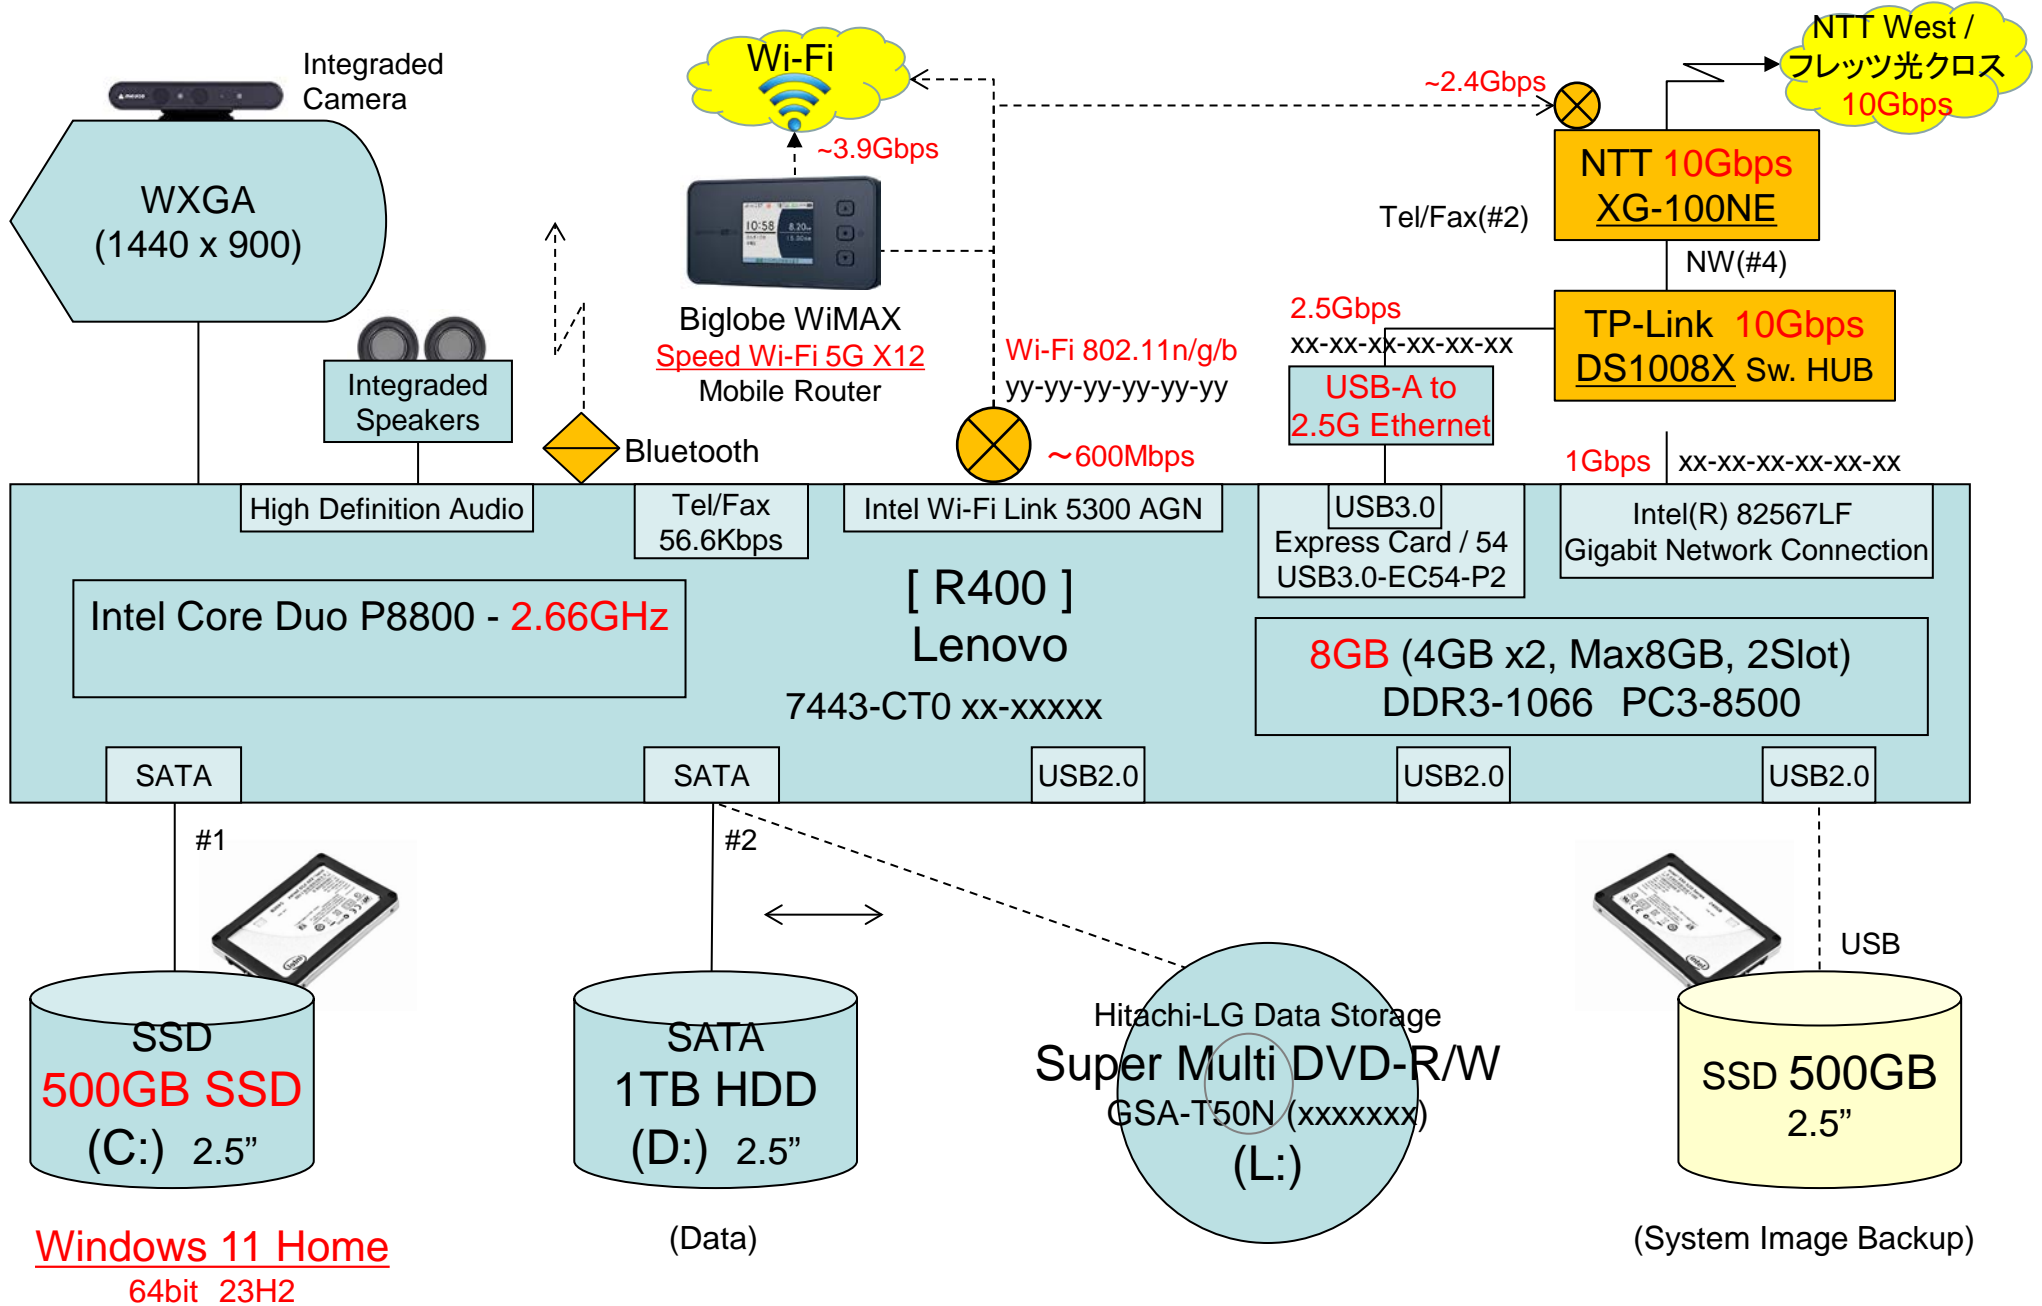 Integraded
Camera
WXGA
(1440 x 900)
Integraded
Speakers
Bluetooth
Wi-Fi
~3.9Gbps
10:58
8.20
Biglobe WiMAX
Speed Wi-Fi 5G X12
Mobile Router
Wi-Fi 802.11n/g/b
yy-yy-yy-yy-yy-yy
～600Mbps
~2.4Gbps
NTT West /
フレッツ光クロス
10Gbps
NTT 10Gbps
XG-100NE
Tel/Fax(#2)
NW(#4)
2.5Gbps
xx-xx-xx-xx-xx-xx
TP-Link 10Gbps
DS1008X Sw. HUB
USB-A to
2.5G Ethernet
1Gbps
xx-xx-xx-xx-xx-xx
High Definition Audio
Tel/Fax
56.6Kbps
Intel Wi-Fi Link 5300 AGN
USB3.0
Express Card / 54
USB3.0-EC54-P2
Intel(R) 82567LF
Gigabit Network Connection
Intel Core Duo P8800 - 2.66GHz
[ R400 ]
Lenovo
7443-CT0 xx-xxxxx
8GB (4GB x2, Max8GB, 2Slot)
DDR3-1066 PC3-8500
SATA
SATA
USB2.0
USB2.0
USB2.0
#1
#2
USB
SSD
500GB SSD
(C:) 2.5”
SATA
1TB HDD
(D:) 2.5”
Hitachi-LG Data Storage
Super Multi DVD-R/W
GSA-T50N (xxxxxxx)
(L:)
SSD 500GB
2.5”
Windows 11 Home
64bit 23H2
(Data)
(System Image Backup)